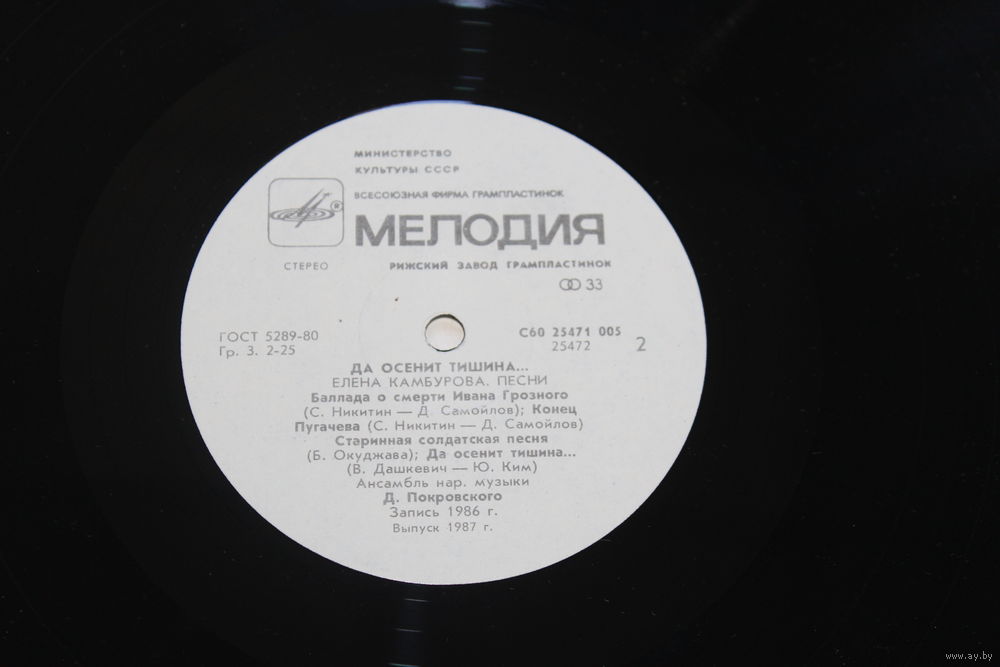 МИНИСТЕРСТВО
КУЛЬТУРЫ СССР
ВСЕСОЮЗНАЯ ФИРМА ГРАМПЛАСТИНОК
®
МЕЛОДИЯ
СТЕРЕО
РИЖСКИЙ ЗАВОД ГРАМПЛАСТИНОК
33
ГОСТ 5289-80
Гр. 3. 2-25
С60 25471 005
25472
2
ДА ОСЕНИТ ТИШИНА...
ЕЛЕНА КАМБУРОВА. ПЕСНИ
Баллада о смерти Ивана Грозного
(С. Никитин — Д. Самойлов); Конец
Пугачева (С. Никитин — Д. Самойлов)
Старинная солдатская песня
(Б. Окуджава); Да осенит тишина...
(В. Дашкевич — Ю. Ким)
Ансамбль нар. музыки
Д. Покровского
Запись 1986 г.
Выпуск 1987 г.
www.ay.by